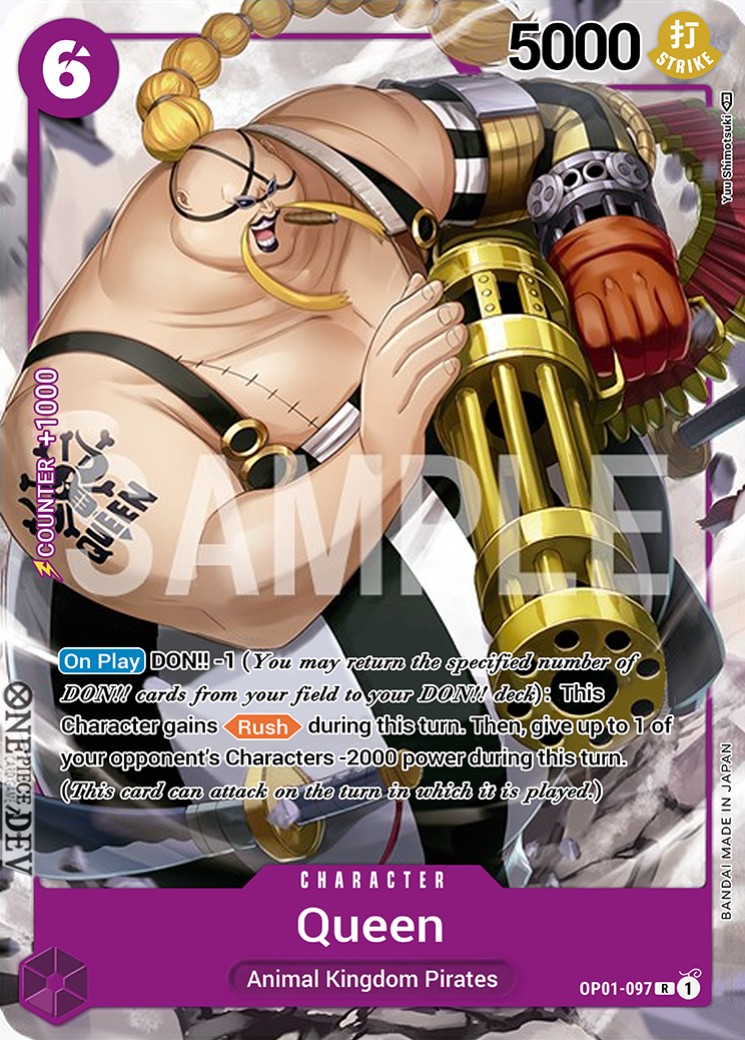 6
5000
打
STRIKE
Yuu Shimotsuki
COUNTER +1000
QUEEN
SAMPLE
On Play DON!! -1 (You may return the specified number of
DON!! cards from your field to your DON!! deck): This
Character gains Rush during this turn. Then, give up to 1 of
your opponent's Characters -2000 power during this turn.
(This card can attack on the turn in which it is played.)
ONE PIECE
DEV
BANDAI MADE IN JAPAN
CHARACTER
Queen
Animal Kingdom Pirates
OP01-097 R 1